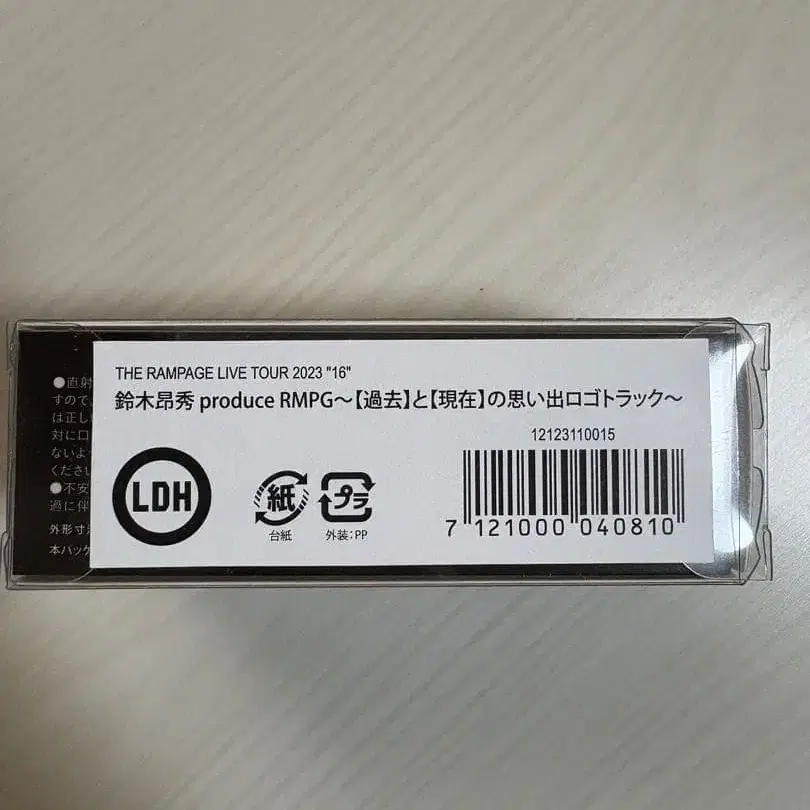 THE RAMPAGE LIVE TOUR 2023 "16"
鈴木昂秀 produce RMPG～【過去】と【現在】の思い出ロゴトラック～
12123110015
LDH
紙
台紙
プラ
外装：PP
7 121000 040810
●直射
すので、
は正し
対に口
ないよ
ください
●不安
過に伴
外形寸
本パッケ